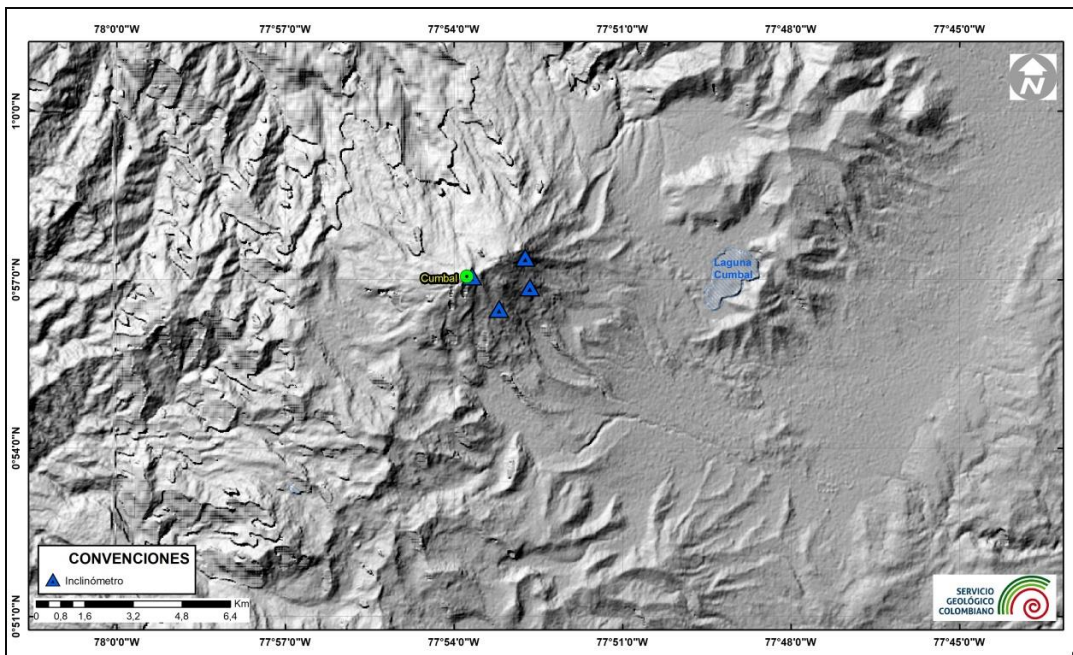 78°0'0"W 77°57'0"W 77°54'0"W 77°51'0"W 77°48'0"W 77°45'0"W
1°0'0"N
0°57'0"N
0°54'0"N
0°51'0"N
N
Laguna
Cumbal
Cumbal
CONVENCIONES
Inclinómetro
Km
0 0,8 1,6 3,2 4,8 6,4
SERVICIO
GEOLÓGICO
COLOMBIANO
78°0'0"W 77°57'0"W 77°54'0"W 77°51'0"W 77°48'0"W 77°45'0"W